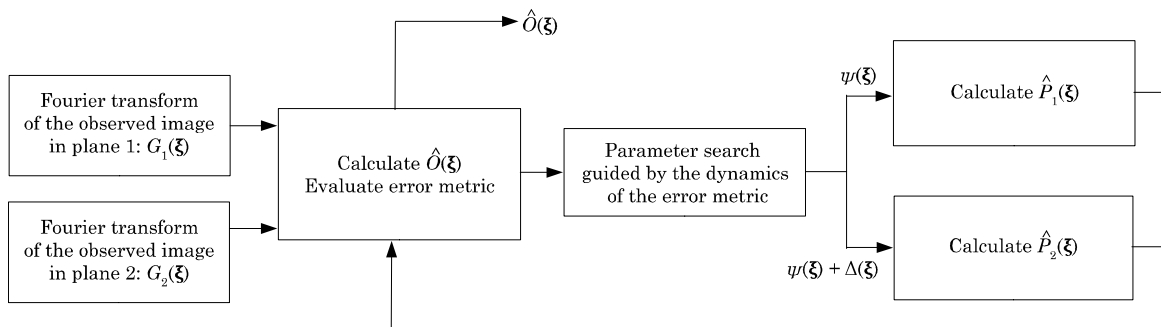 Ô(ξ)
Fourier transform
of the observed image
in plane 1: G₁(ξ)
Fourier transform
of the observed image
in plane 2: G₂(ξ)
Calculate Ô(ξ)
Evaluate error metric
Parameter search
guided by the dynamics
of the error metric
ψ(ξ)
ψ(ξ) + Δ(ξ)
Calculate P̂₁(ξ)
Calculate P̂₂(ξ)